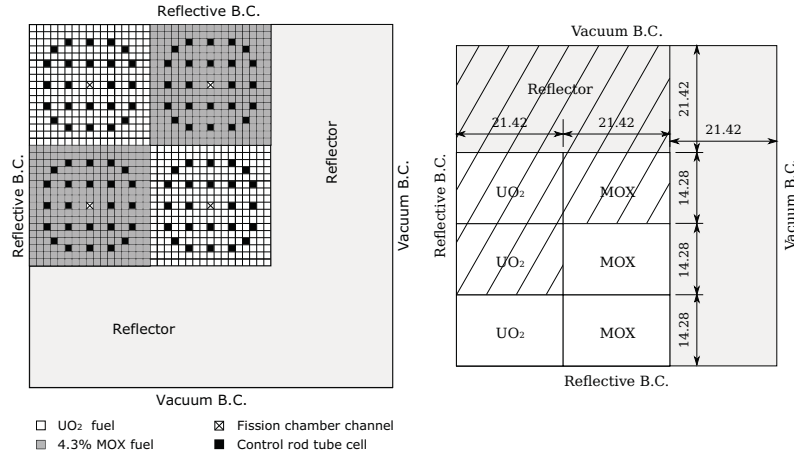 Reflective B.C.
Reflective B.C.
Reflector
Vacuum B.C.
Reflector
Vacuum B.C.
UO₂ fuel
Fission chamber channel
4.3% MOX fuel
Control rod tube cell
Vacuum B.C.
Reflector
21.42
21.42
21.42
21.42
Reflective B.C.
UO₂
MOX
14.28
Vacuum B.C.
UO₂
MOX
14.28
UO₂
MOX
14.28
Reflective B.C.